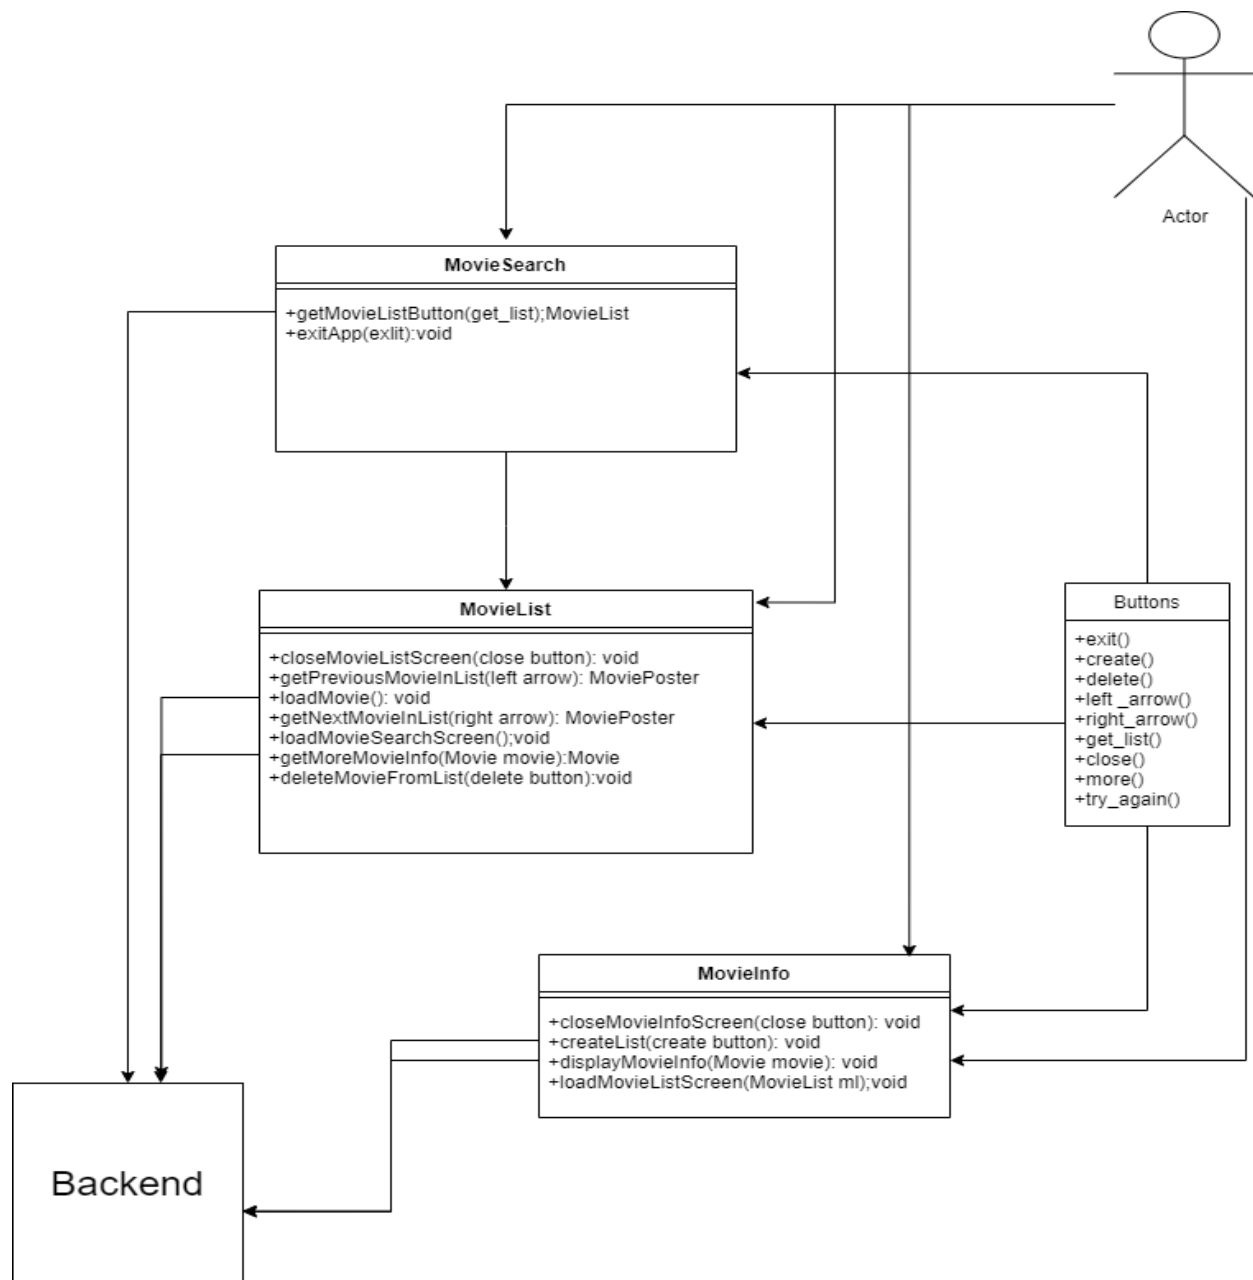 Actor
MovieSearch
+getMovieListButton(get_list);MovieList
+exitApp(exlit):void
MovieList
+closeMovieListScreen(close button): void
+getPreviousMovieInList(left arrow): MoviePoster
+loadMovie(): void
+getNextMovieInList(right arrow): MoviePoster
+loadMovieSearchScreen();void
+getMoreMovieInfo(Movie movie):Movie
+deleteMovieFromList(delete button):void
Buttons
+exit()
+create()
+delete()
+left _arrow()
+right_arrow()
+get_list()
+close()
+more()
+try_again()
MovieInfo
+closeMovieInfoScreen(close button): void
+createList(create button): void
+displayMovieInfo(Movie movie): void
+loadMovieListScreen(MovieList ml);void
Backend